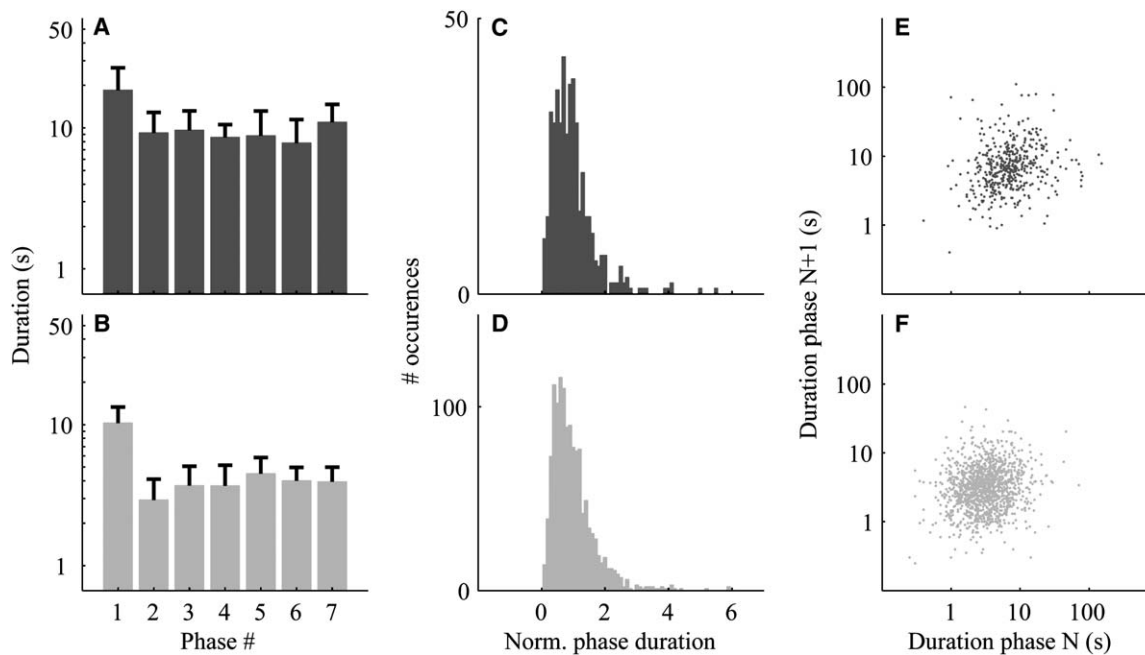 A
50
10
1
B
50
10
1
Duration (s)
1 2 3 4 5 6 7
Phase #
C
50
0
D
100
0
# occurences
0 2 4 6
Norm. phase duration
E
100
10
1
F
100
10
1
Duration phase N+1 (s)
1 10 100
Duration phase N (s)